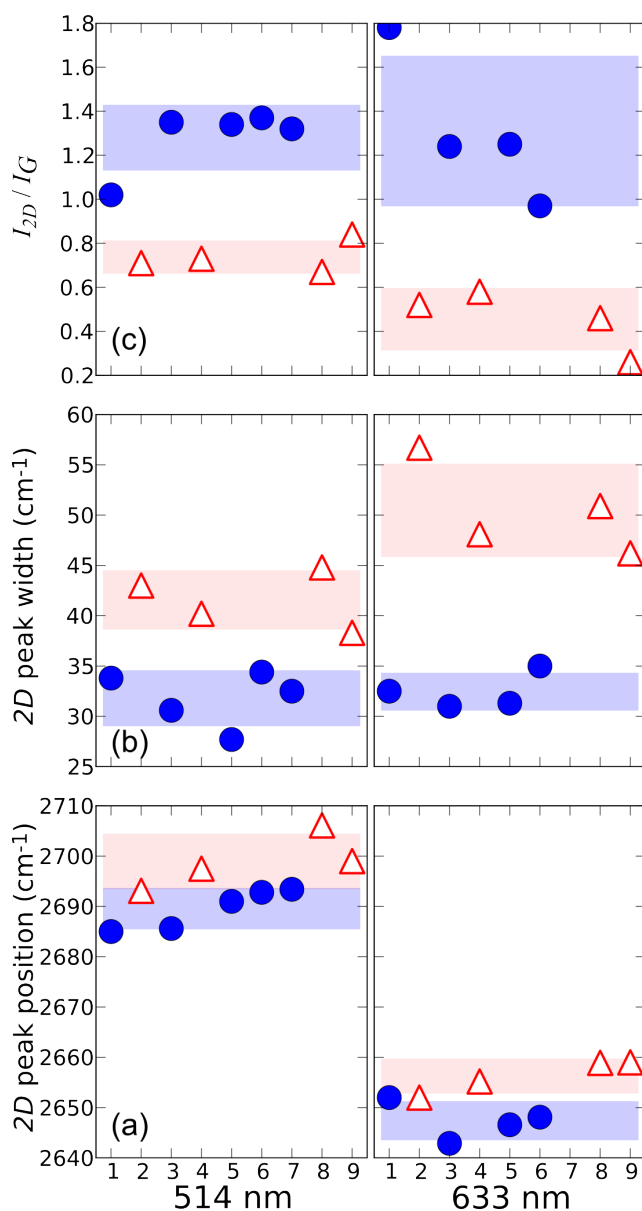 1.8
1.6
1.4
1.2
1.0
0.8
0.6
0.4
0.2
I2D / IG
(c)
60
55
50
45
40
35
30
25
2D peak width (cm-1)
(b)
2710
2700
2690
2680
2670
2660
2650
2640
2D peak position (cm-1)
(a)
1 2 3 4 5 6 7 8 9
1 2 3 4 5 6 7 8 9
514 nm
633 nm